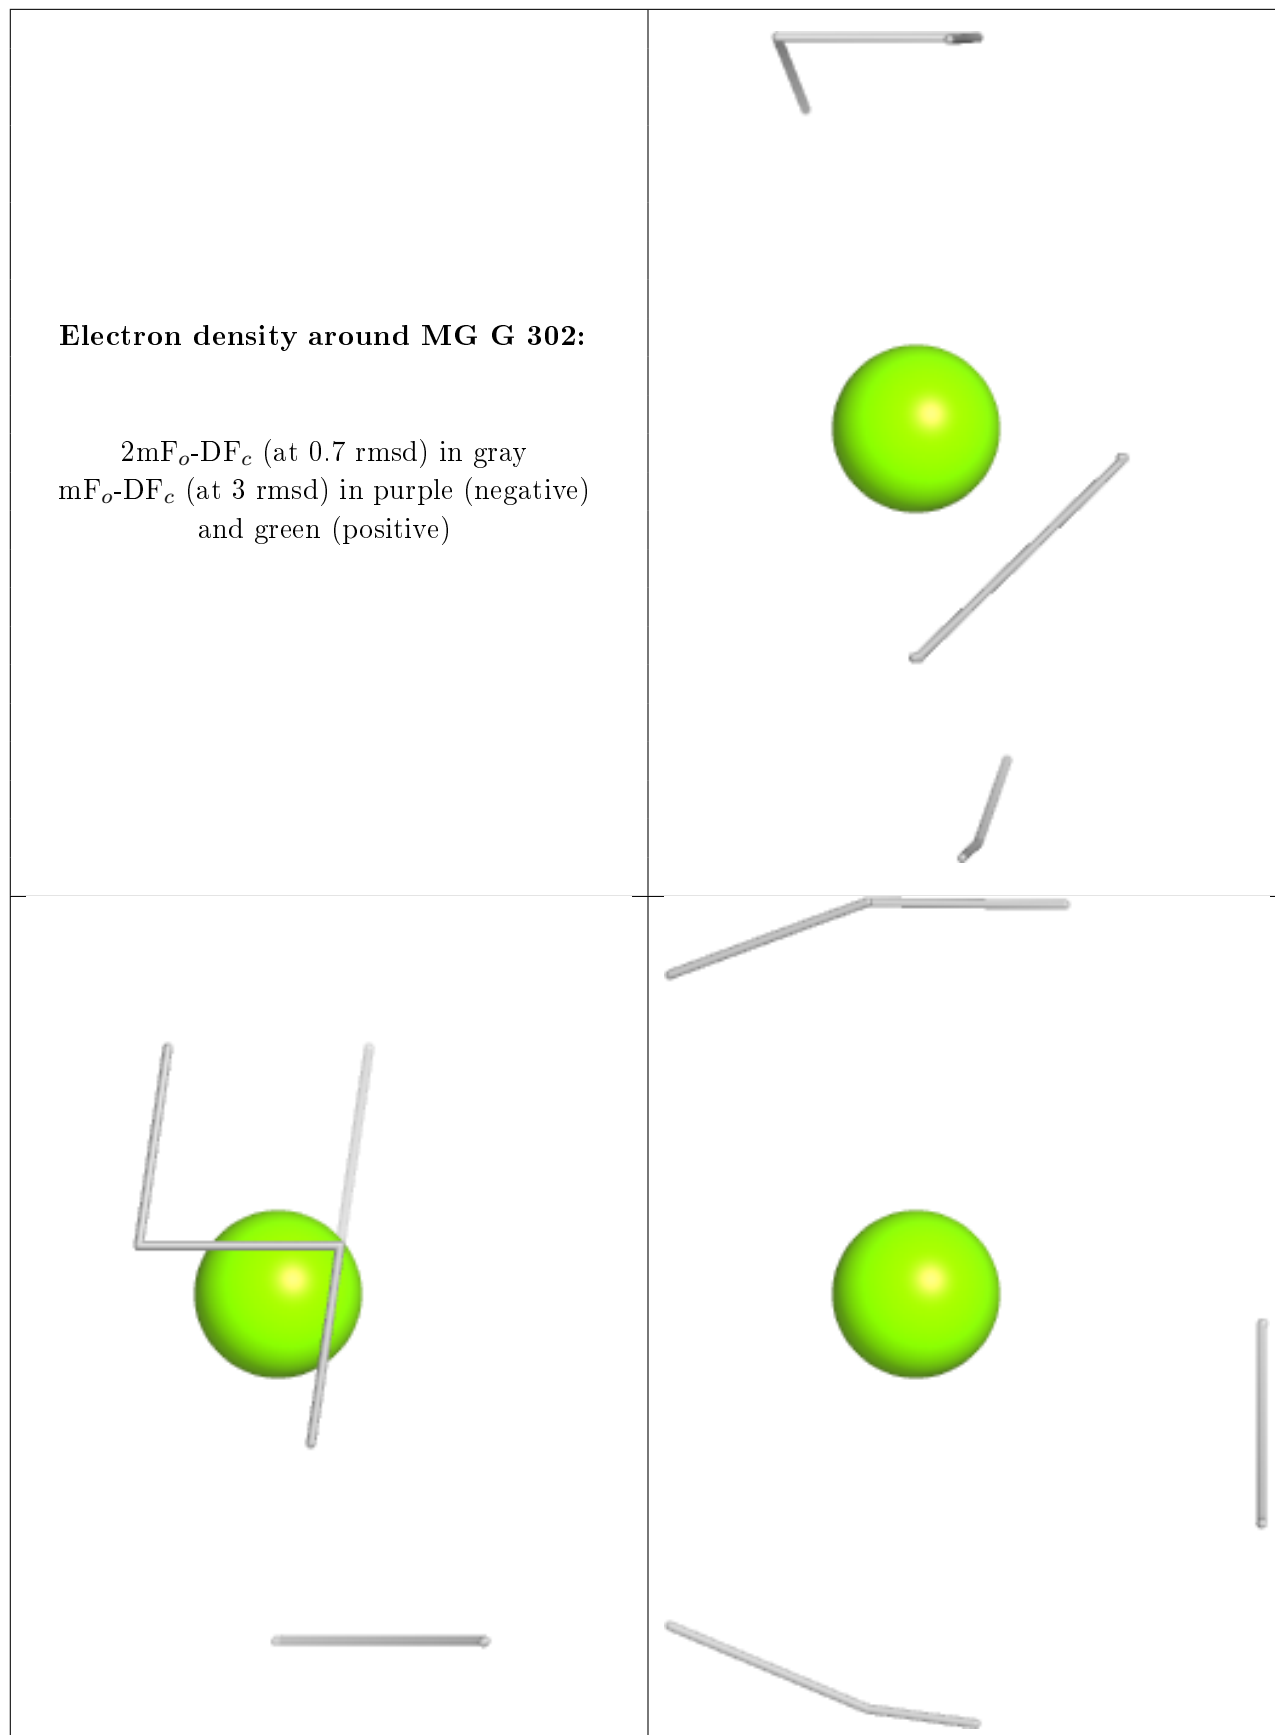 Electron density around MG G 302:
2mFo-DFc (at 0.7 rmsd) in gray
mFo-DFc (at 3 rmsd) in purple (negative)
and green (positive)